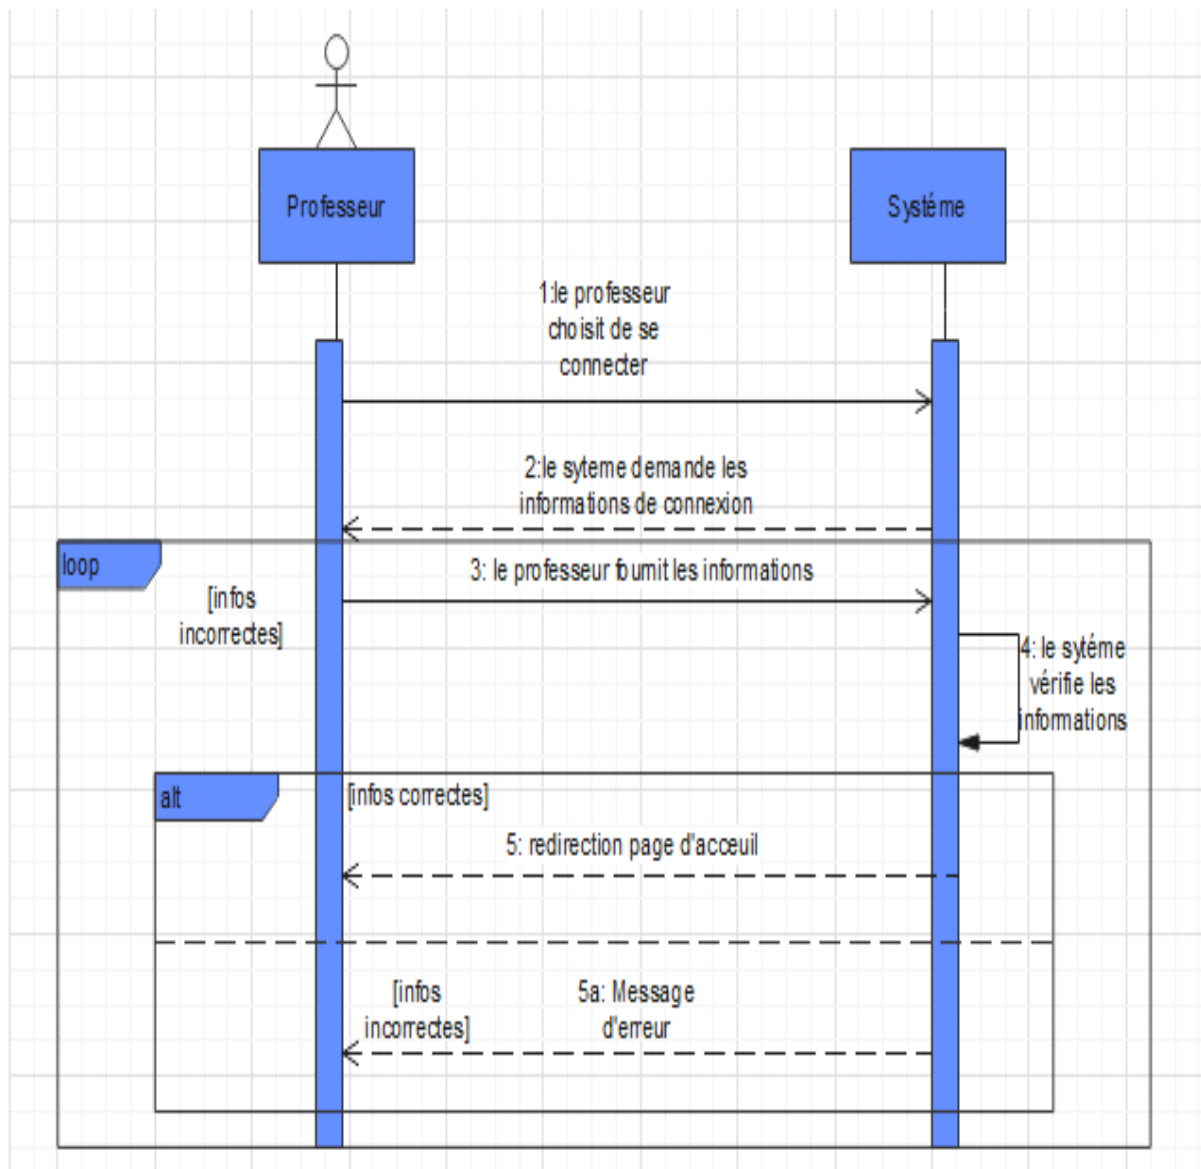 Professeur
Systéme
1:le professeur
choisit de se
connecter
2:le syteme demande les
informations de connexion
loop
3: le professeur fournit les informations
[infos
incorrectes]
4: le sytéme
vérifie les
informations
alt
[infos correctes]
5: redirection page d'acceuil
[infos
incorrectes]
5a: Message
d'erreur